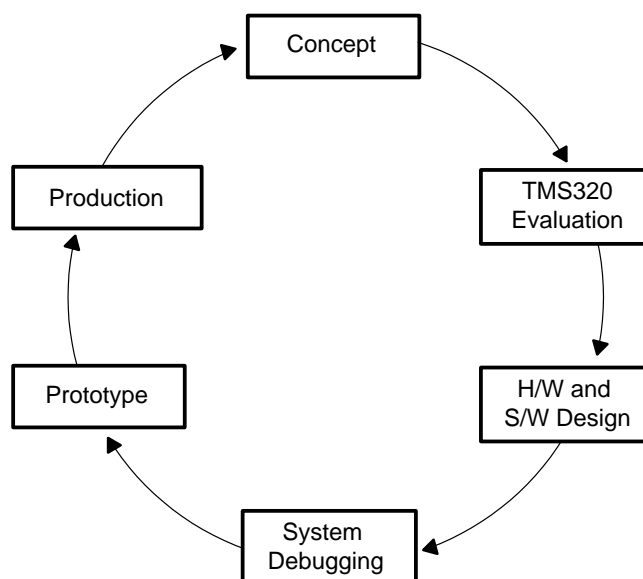 Concept
TMS320
Evaluation
H/W and
S/W Design
System
Debugging
Prototype
Production